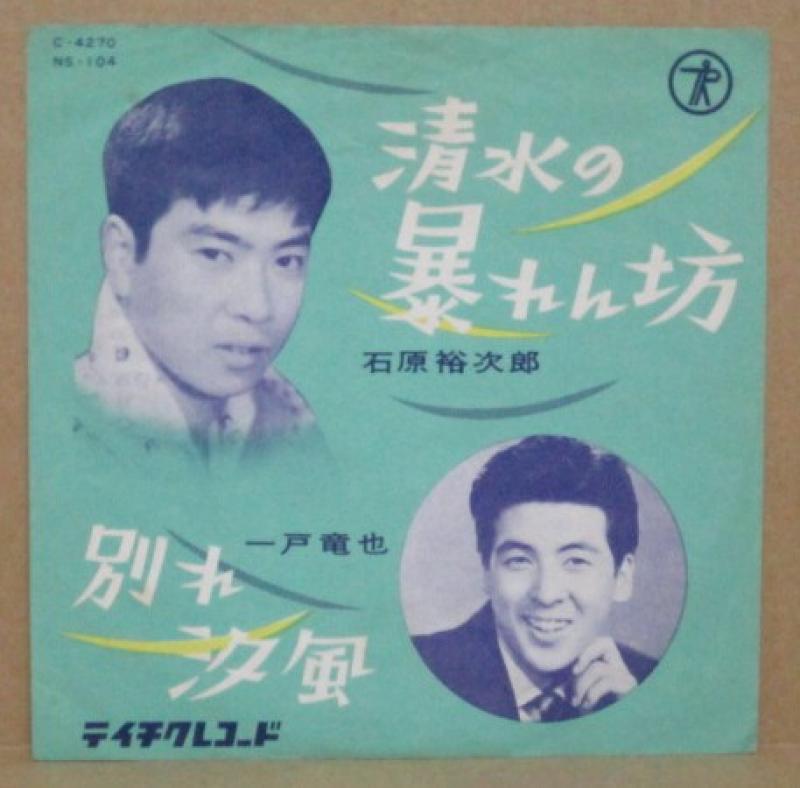 C-4270
NS-104
清水の
暴れん坊
石原裕次郎
一戸竜也
別れ
汐風
テイチクレコード